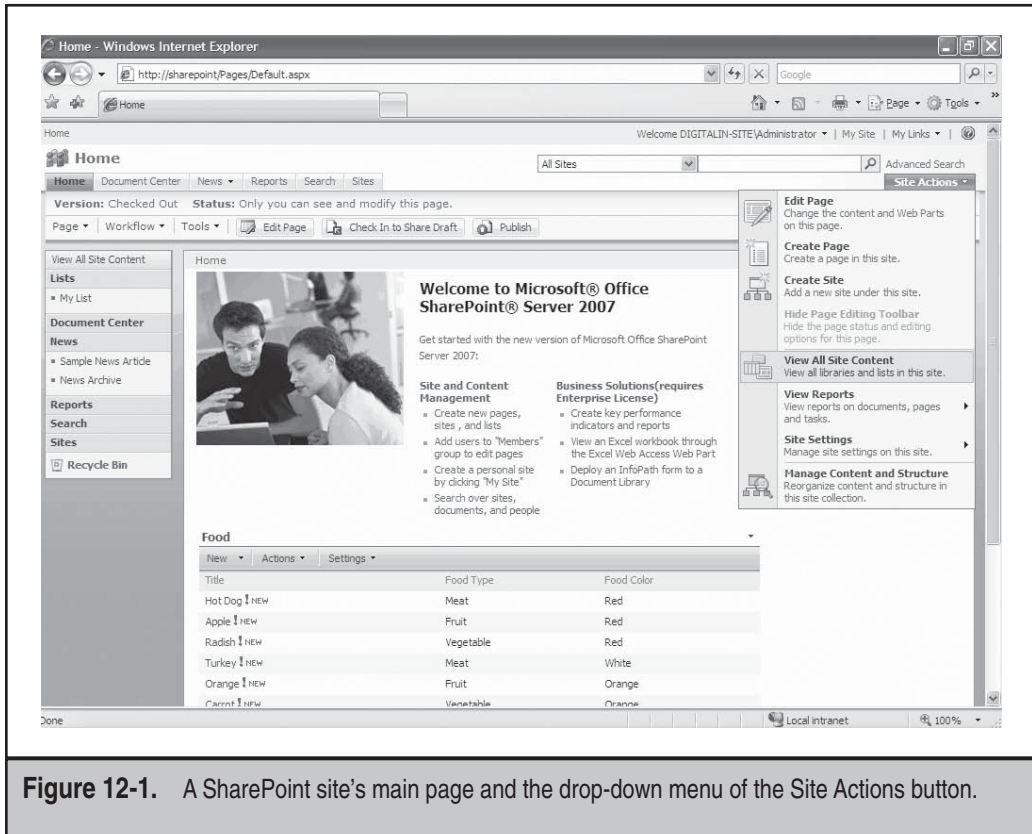 Home - Windows Internet Explorer
http://sharepoint/Pages/Default.aspx
Google
Home
Page
Tools
Home
Welcome DIGITALIN-SITE\Administrator | My Site | My Links |
Home
All Sites
Advanced Search
Home Document Center News Reports Search Sites
Site Actions
Version: Checked Out Status: Only you can see and modify this page.
Page Workflow Tools Edit Page Check In to Share Draft Publish
Edit Page
Change the content and Web Parts
on this page.
Create Page
Create a page in this site.
Create Site
Add a new site under this site.
Hide Page Editing Toolbar
Hide the page status and editing
options for this page.
View All Site Content
View all libraries and lists in this site.
View Reports
View reports on documents, pages
and tasks.
Site Settings
Manage site settings on this site.
Manage Content and Structure
Reorganize content and structure in
this site collection.
View All Site Content
Lists
My List
Document Center
News
Sample News Article
News Archive
Reports
Search
Sites
Recycle Bin
Home
Welcome to Microsoft® Office
SharePoint® Server 2007
Get started with the new version of Microsoft Office SharePoint
Server 2007:
Site and Content
Management
Create new pages,
sites , and lists
Add users to "Members"
group to edit pages
Create a personal site
by clicking "My Site"
Search over sites,
documents, and people
Business Solutions(requires
Enterprise License)
Create key performance
indicators and reports
View an Excel workbook through
the Excel Web Access Web Part
Deploy an InfoPath form to a
Document Library
Food
New Actions Settings
Title Food Type Food Color
Hot Dog ! NEW Meat Red
Apple ! NEW Fruit Red
Radish ! NEW Vegetable Red
Turkey ! NEW Meat White
Orange ! NEW Fruit Orange
Carrot ! NEW Vegetable Orange
Done
Local intranet
100%
Figure 12-1. A SharePoint site's main page and the drop-down menu of the Site Actions button.